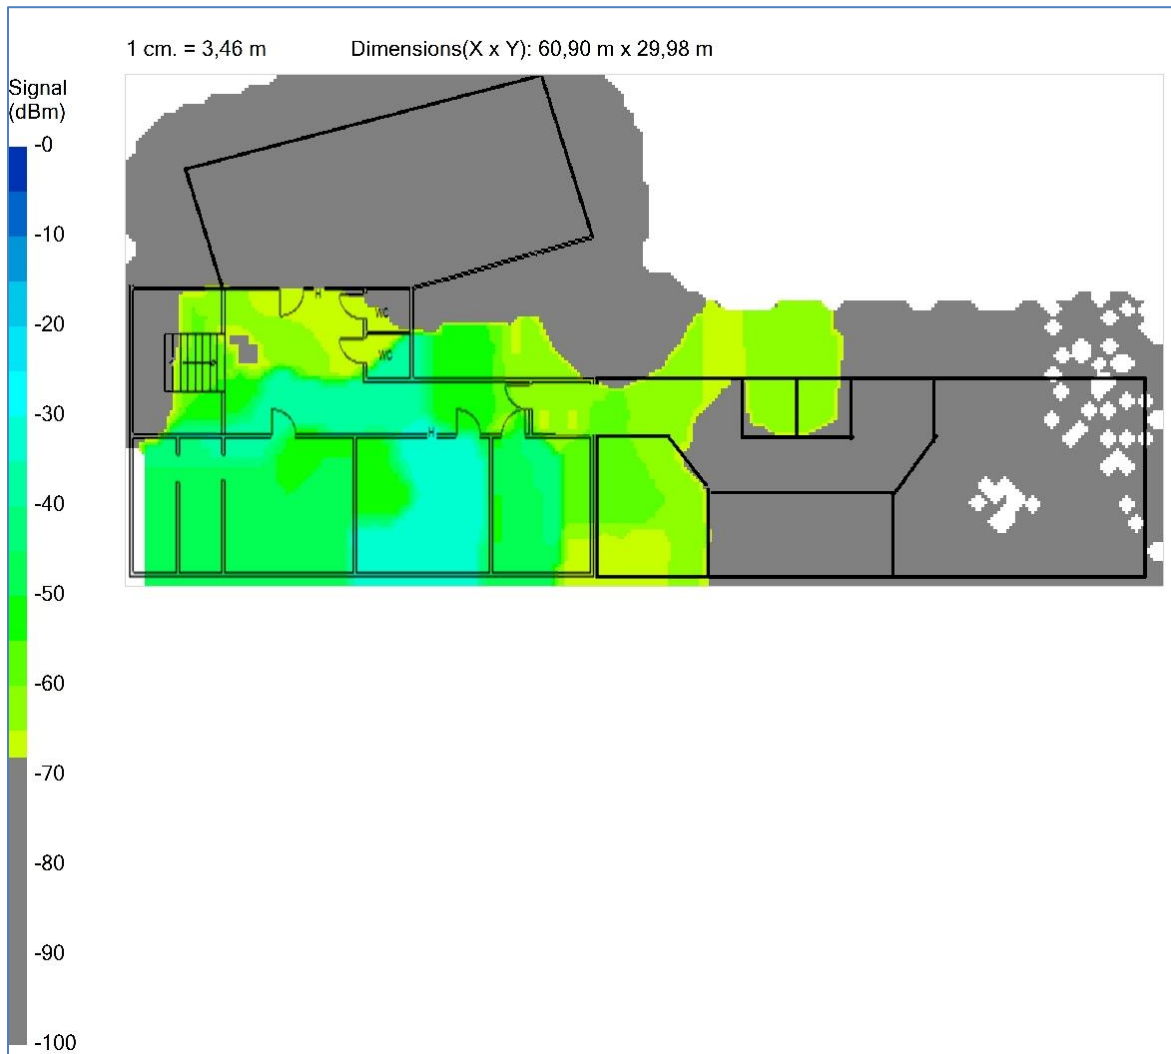 1 cm. = 3,46 m Dimensions(X x Y): 60,90 m x 29,98 m
Signal
(dBm)
-0
-10
-20
-30
-40
-50
-60
-70
-80
-90
-100
H
WC
WC
H